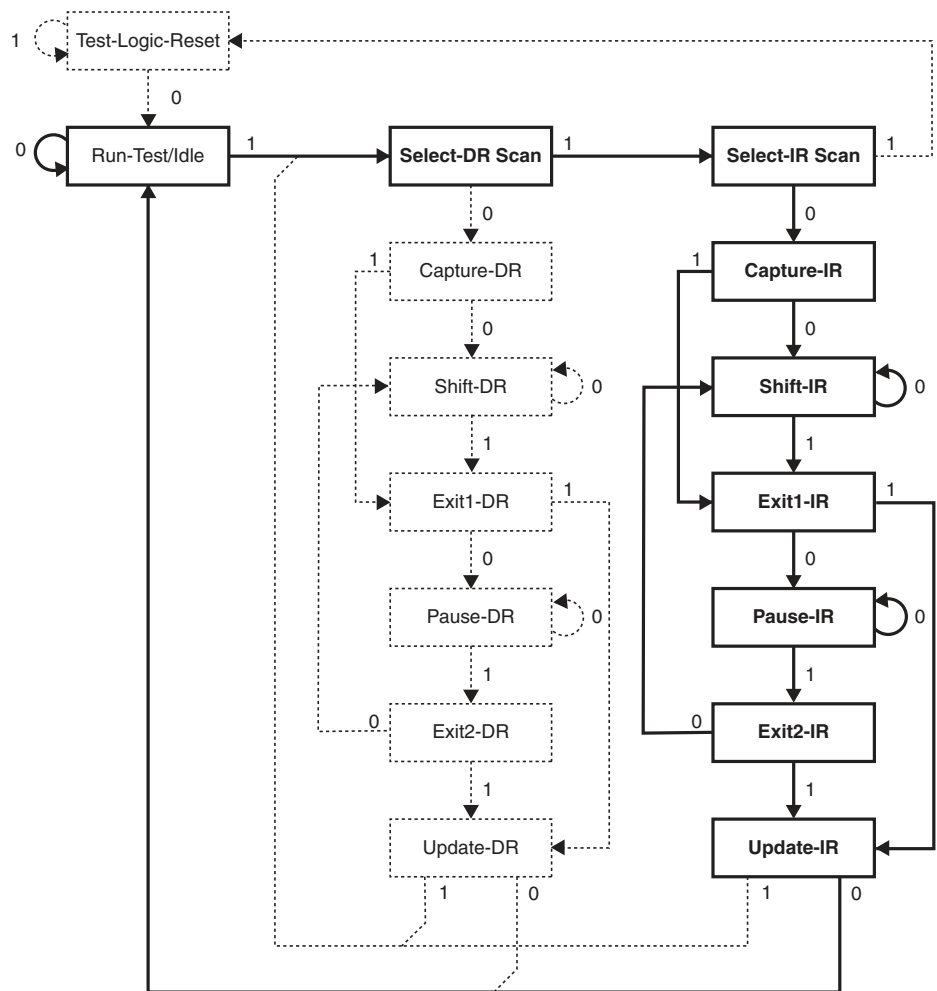 Test-Logic-Reset
1
0
Run-Test/Idle
0
1
Select-DR Scan
1
Select-IR Scan
1
0
0
Capture-DR
1
Capture-IR
1
0
0
Shift-DR
0
Shift-IR
0
1
1
Exit1-DR
1
Exit1-IR
1
0
0
Pause-DR
0
Pause-IR
0
1
1
Exit2-DR
0
Exit2-IR
0
1
1
Update-DR
Update-IR
1
0
1
0